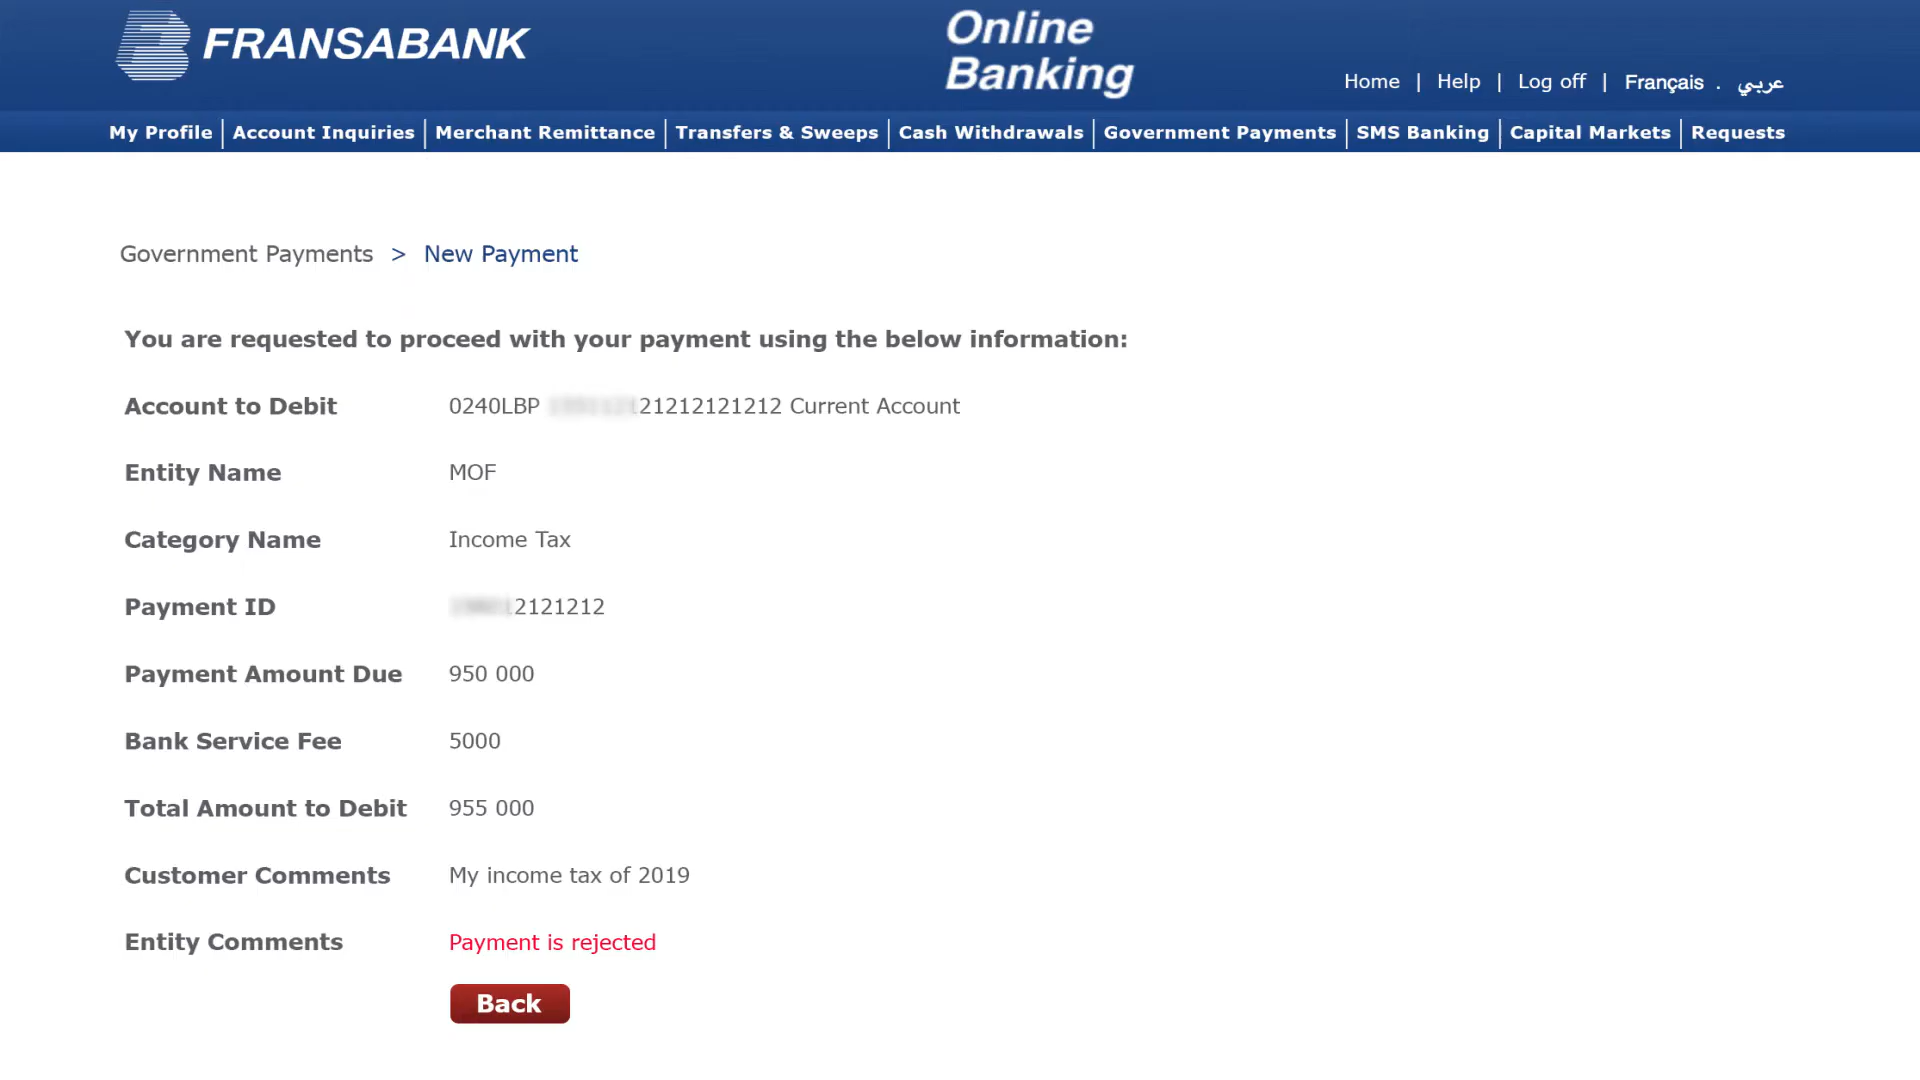 FRANSABANK
Online
Banking
Home | Help | Log off | Français . عربي
My Profile | Account Inquiries | Merchant Remittance | Transfers & Sweeps | Cash Withdrawals | Government Payments | SMS Banking | Capital Markets | Requests
Government Payments > New Payment
You are requested to proceed with your payment using the below information:
Account to Debit 0240LBP 21212121212 Current Account
Entity Name MOF
Category Name Income Tax
Payment ID 2121212
Payment Amount Due 950 000
Bank Service Fee 5000
Total Amount to Debit 955 000
Customer Comments My income tax of 2019
Entity Comments Payment is rejected
Back